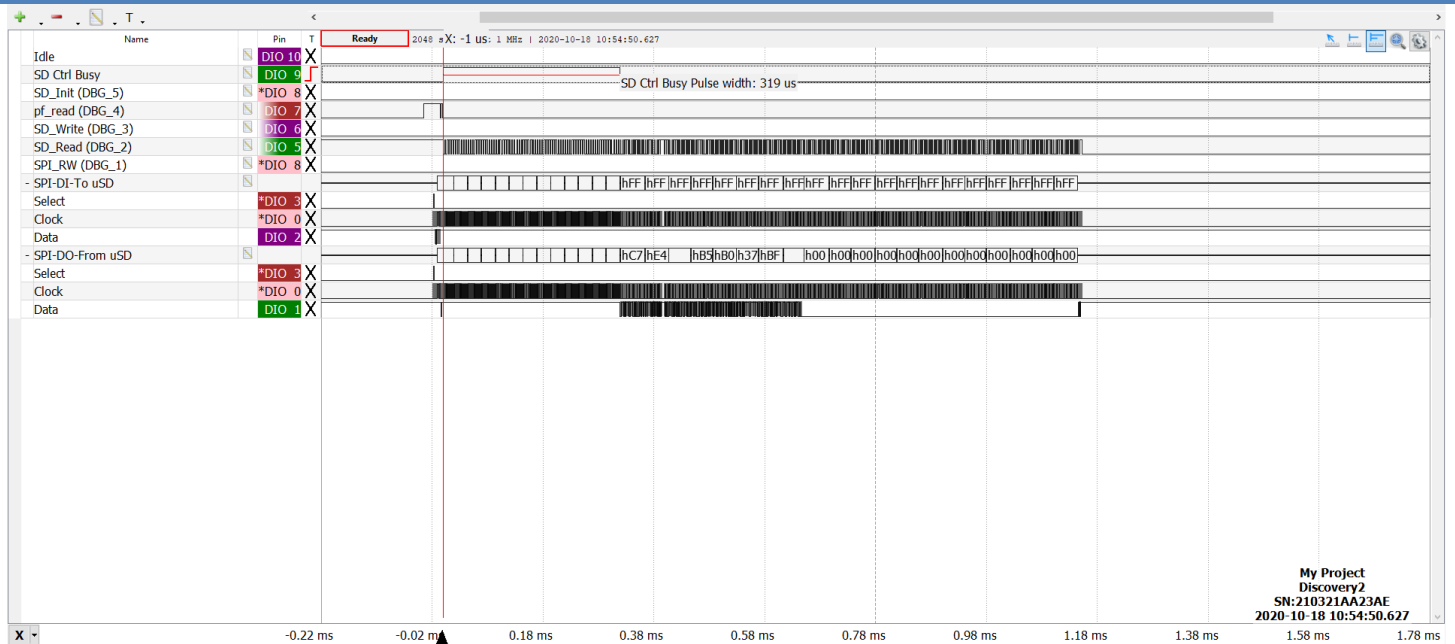 T
Name Pin T Ready 2048 sX: -1 us: 1 MHz | 2020-10-18 10:54:50.627
Idle DIO 10 X
SD Ctrl Busy DIO 9
SD Ctrl Busy Pulse width: 319 us
SD_Init (DBG_5) *DIO 8 X
pf_read (DBG_4) DIO 7 X
SD_Write (DBG_3) DIO 6 X
SD_Read (DBG_2) DIO 5 X
SPI_RW (DBG_1) *DIO 8 X
- SPI-DI-To uSD hFF hFF hFF hFF hFF hFF hFF hFF hFF hFF hFF hFF hFF hFF hFF hFF hFF hFF hFF hFF
Select *DIO 3 X
Clock *DIO 0 X
Data DIO 2 X
- SPI-DO-From uSD hC7 hE4 hB5 hB0 h37 hBF h00 h00 h00 h00 h00 h00 h00 h00 h00 h00 h00 h00
Select *DIO 3 X
Clock *DIO 0 X
Data DIO 1 X
My Project
Discovery2
SN:210321AA23AE
2020-10-18 10:54:50.627
X -0.22 ms -0.02 m 0.18 ms 0.38 ms 0.58 ms 0.78 ms 0.98 ms 1.18 ms 1.38 ms 1.58 ms 1.78 ms